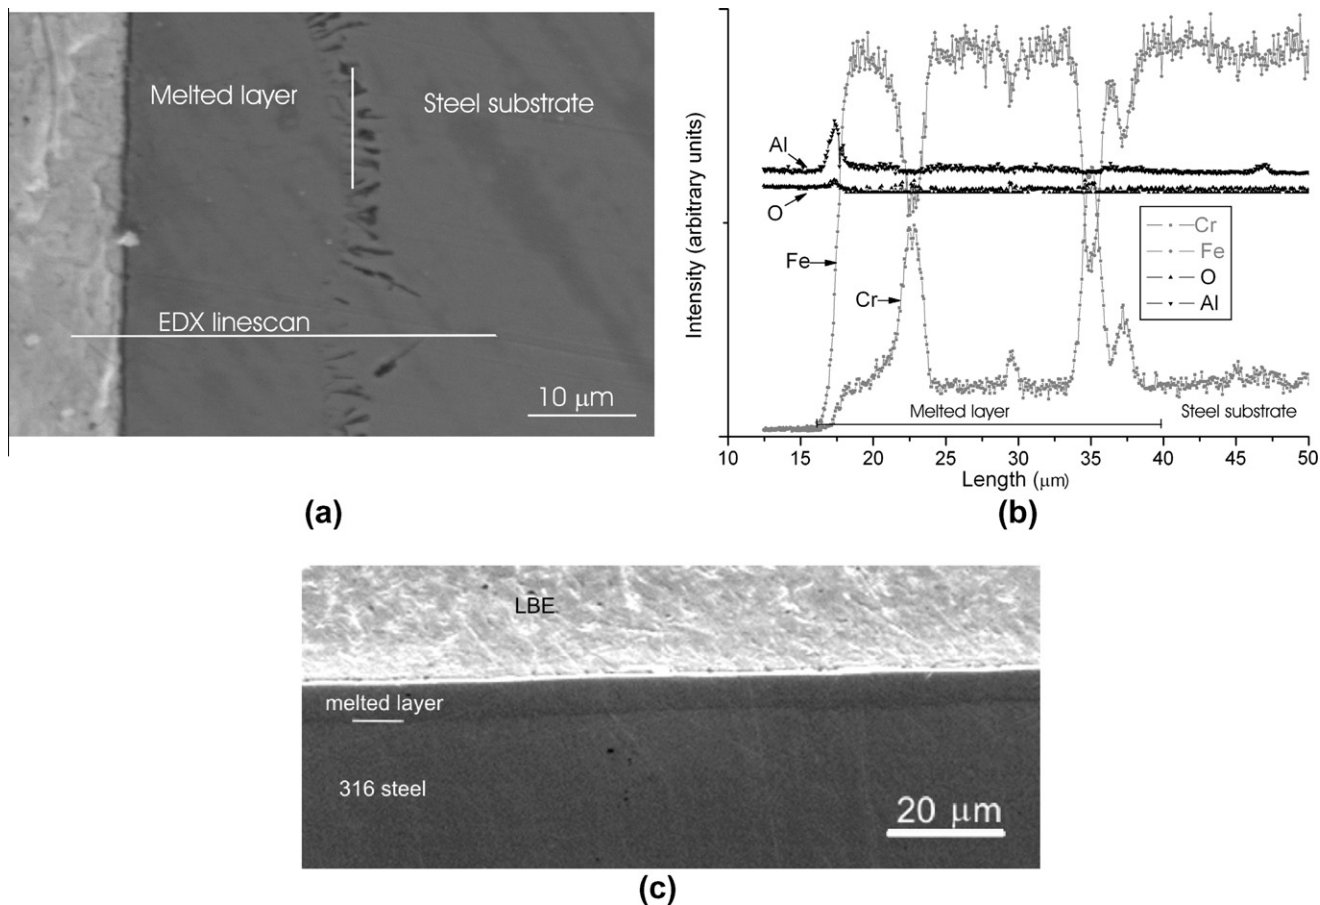 Melted layer
Steel substrate
EDX linescan
10 μm
(a)
Intensity (arbitrary units)
Al
O
Fe
Cr
Cr
Fe
O
Al
Melted layer
Steel substrate
10 15 20 25 30 35 40 45 50
Length (μm)
(b)
LBE
melted layer
316 steel
20 μm
(c)